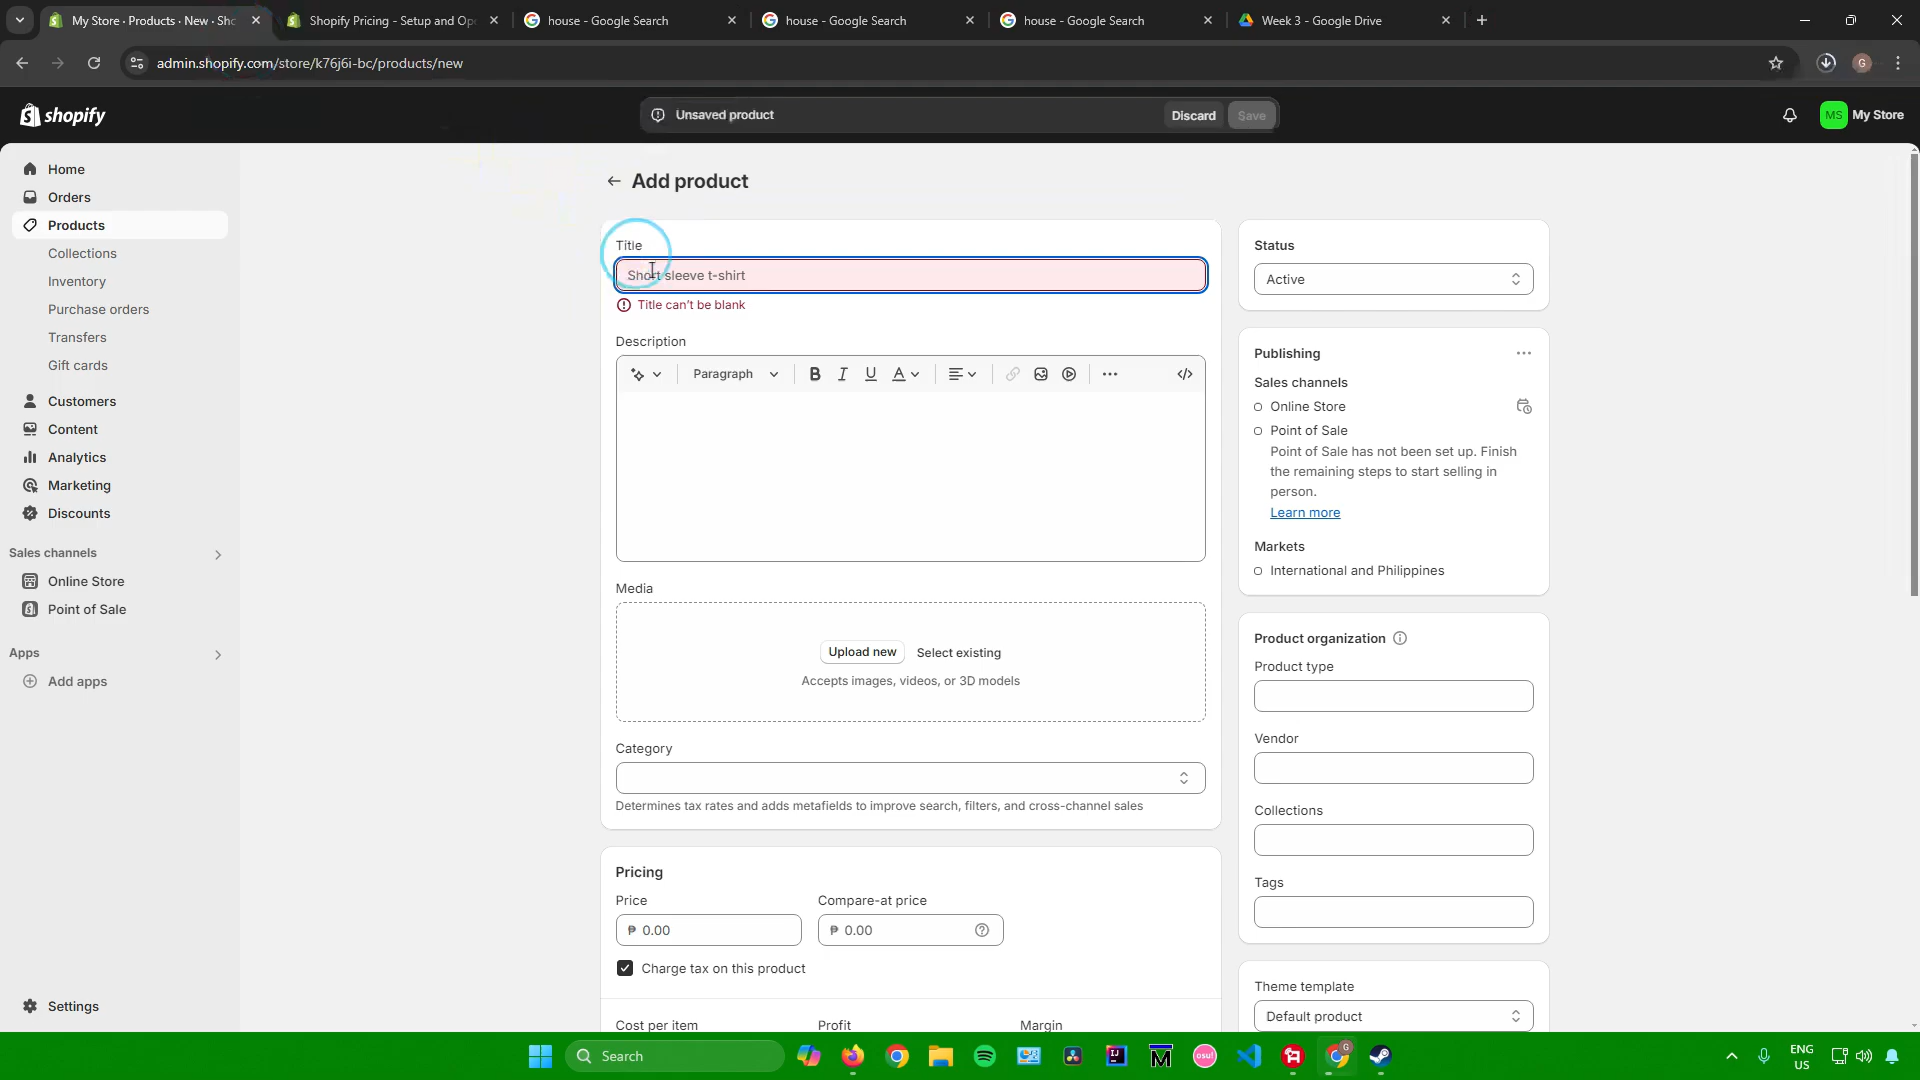 My Store · Products · New · Sho
Shopify Pricing - Setup and Ope
house - Google Search
house - Google Search
house - Google Search
Week 3 - Google Drive
admin.shopify.com/store/k76j6i-bc/products/new
G
shopify
Unsaved product
Discard
Save
MS
My Store
Home
Orders
Products
Collections
Inventory
Purchase orders
Transfers
Gift cards
Customers
Content
Analytics
Marketing
Discounts
Sales channels
Online Store
Point of Sale
Apps
Add apps
Settings
Add product
Title
Short sleeve t-shirt
Title can't be blank
Description
Paragraph
B I U A
Media
Upload new
Select existing
Accepts images, videos, or 3D models
Category
Determines tax rates and adds metafields to improve search, filters, and cross-channel sales
Pricing
Price
Compare-at price
₱ 0.00
₱ 0.00
Charge tax on this product
Cost per item
Profit
Margin
Status
Active
Publishing
Sales channels
Online Store
Point of Sale
Point of Sale has not been set up. Finish
the remaining steps to start selling in
person.
Learn more
Markets
International and Philippines
Product organization
Product type
Vendor
Collections
Tags
Theme template
Default product
Search
osu!
ENG
US